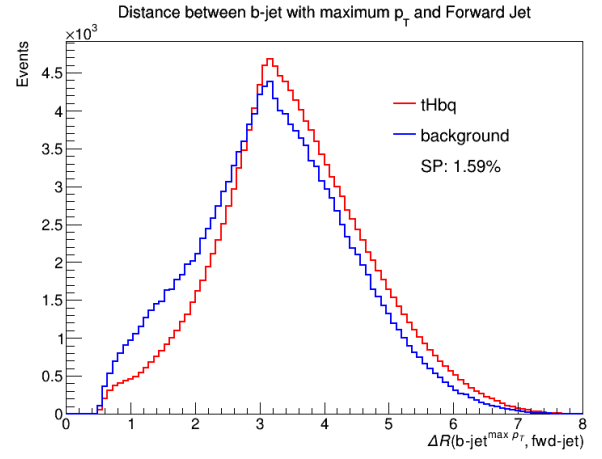 Distance between b-jet with maximum p_T and Forward Jet
×10³
Events
4.5
4
3.5
3
2.5
2
1.5
1
0.5
0
tHbq
background
SP: 1.59%
0 1 2 3 4 5 6 7 8
ΔR(b-jet^max p_T, fwd-jet)